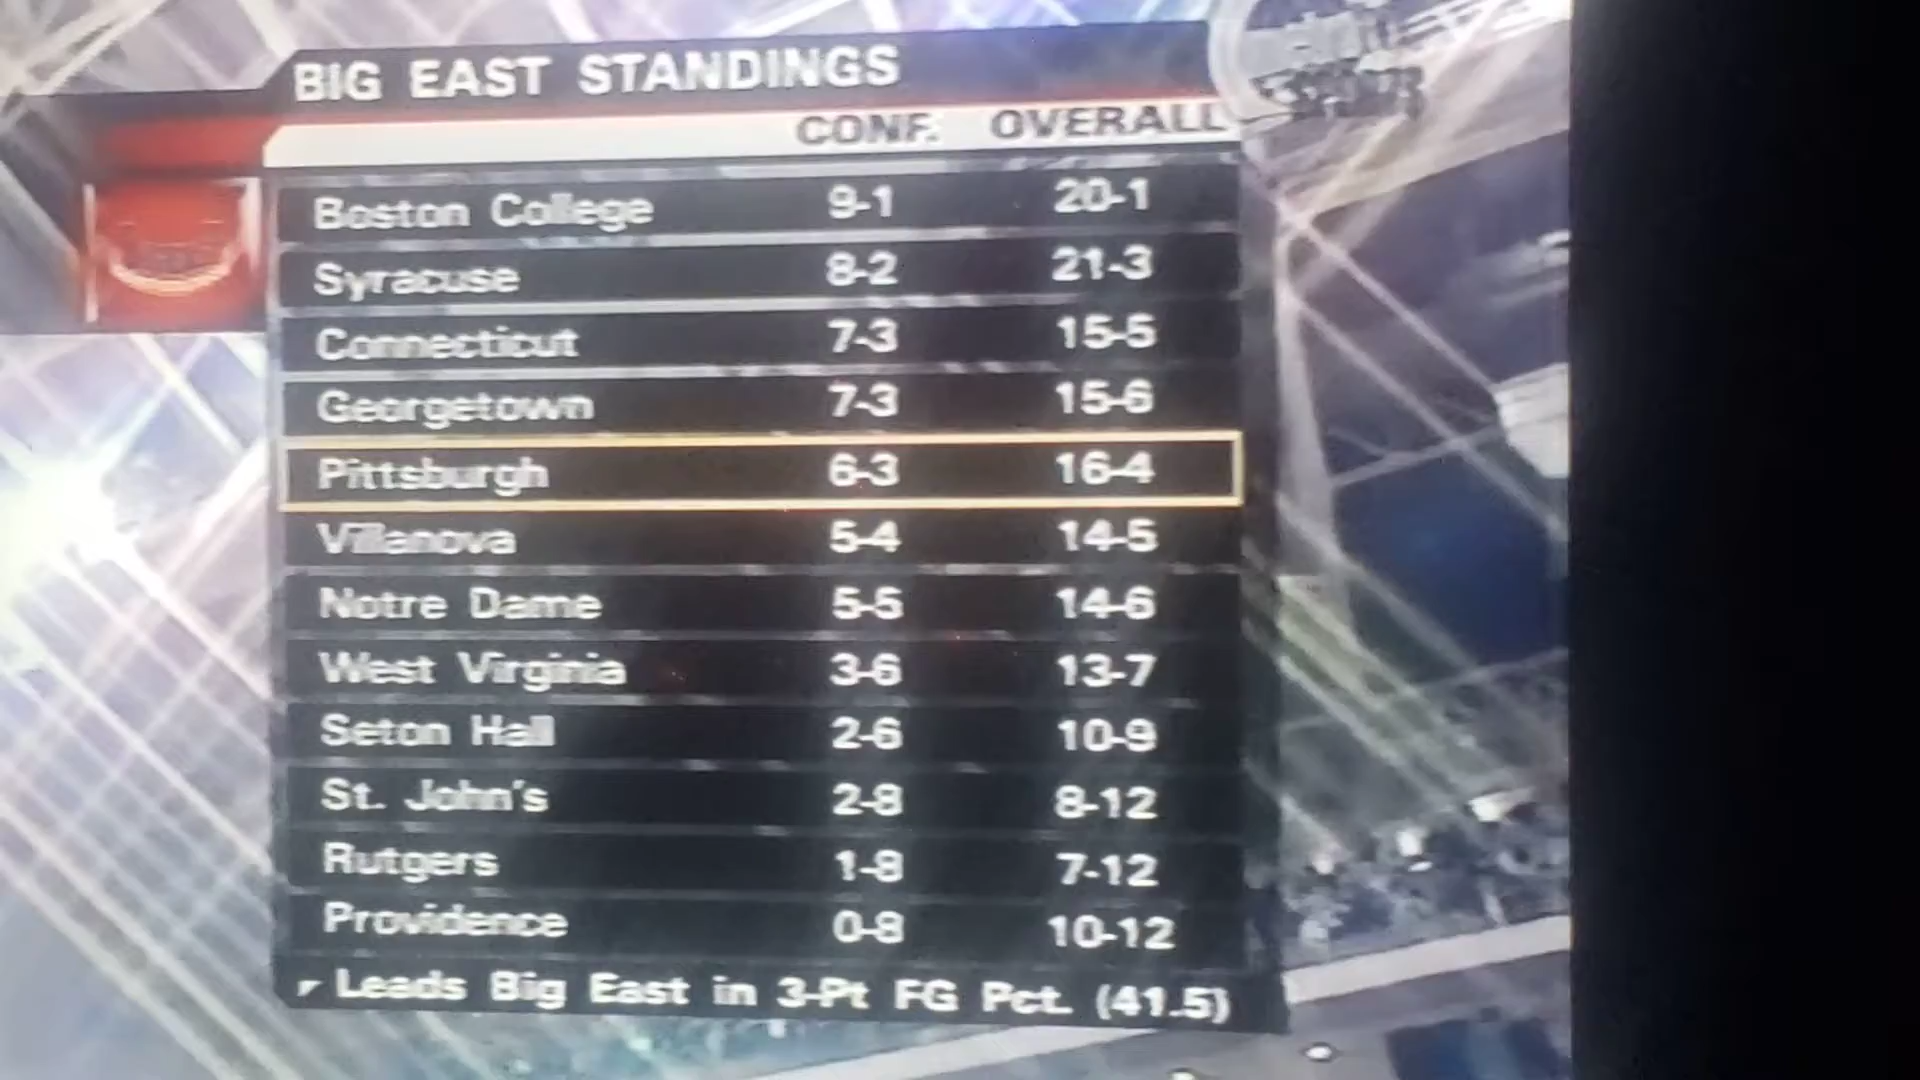 BIG EAST STANDINGS
CONF. OVERALL
Boston College 9-1 20-1
Syracuse 8-2 21-3
Connecticut 7-3 15-5
Georgetown 7-3 15-6
Pittsburgh 6-3 16-4
Villanova 5-4 14-5
Notre Dame 5-5 14-6
West Virginia 3-6 13-7
Seton Hall 2-6 10-9
St. John's 2-8 8-12
Rutgers 1-8 7-12
Providence 0-8 10-12
Leads Big East in 3-Pt FG Pct. (41.5)